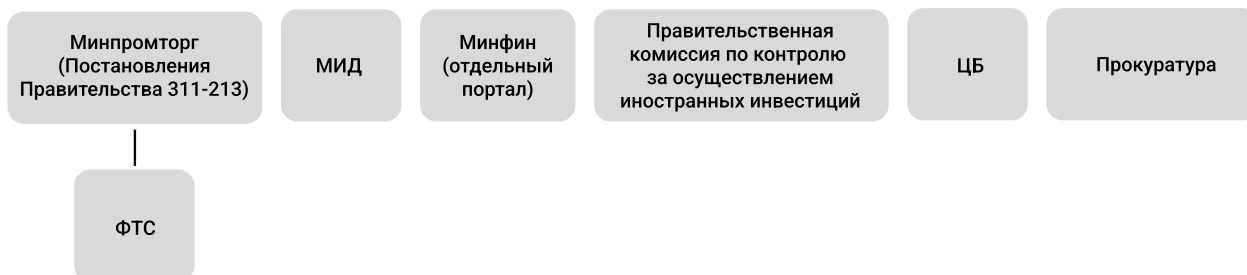 Минпромторг
(Постановления
Правительства 311-213)
МИД
Минфин
(отдельный
портал)
Правительственная
комиссия по контролю
за осуществлением
иностранных инвестиций
ЦБ
Прокуратура
ФТС